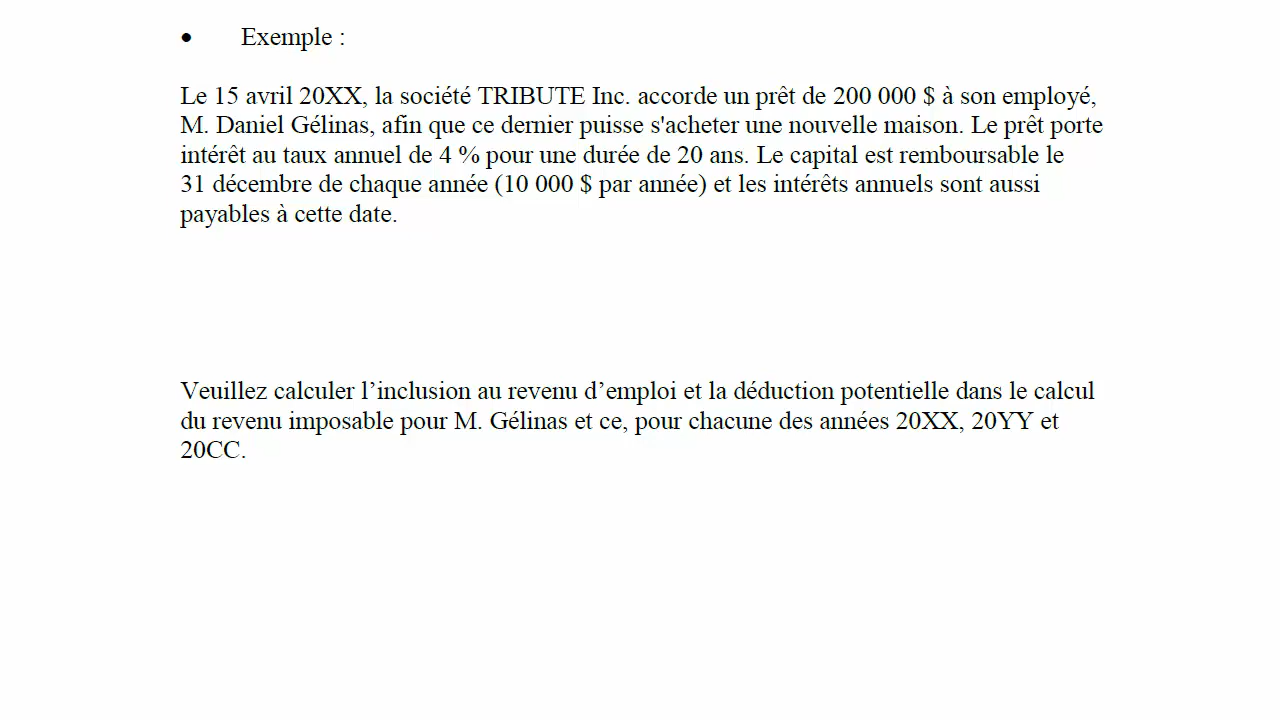 • Exemple :
Le 15 avril 20XX, la société TRIBUTE Inc. accorde un prêt de 200 000 $ à son employé,
M. Daniel Gélinas, afin que ce dernier puisse s'acheter une nouvelle maison. Le prêt porte
intérêt au taux annuel de 4 % pour une durée de 20 ans. Le capital est remboursable le
31 décembre de chaque année (10 000 $ par année) et les intérêts annuels sont aussi
payables à cette date.
Veuillez calculer l’inclusion au revenu d’emploi et la déduction potentielle dans le calcul
du revenu imposable pour M. Gélinas et ce, pour chacune des années 20XX, 20YY et
20CC.